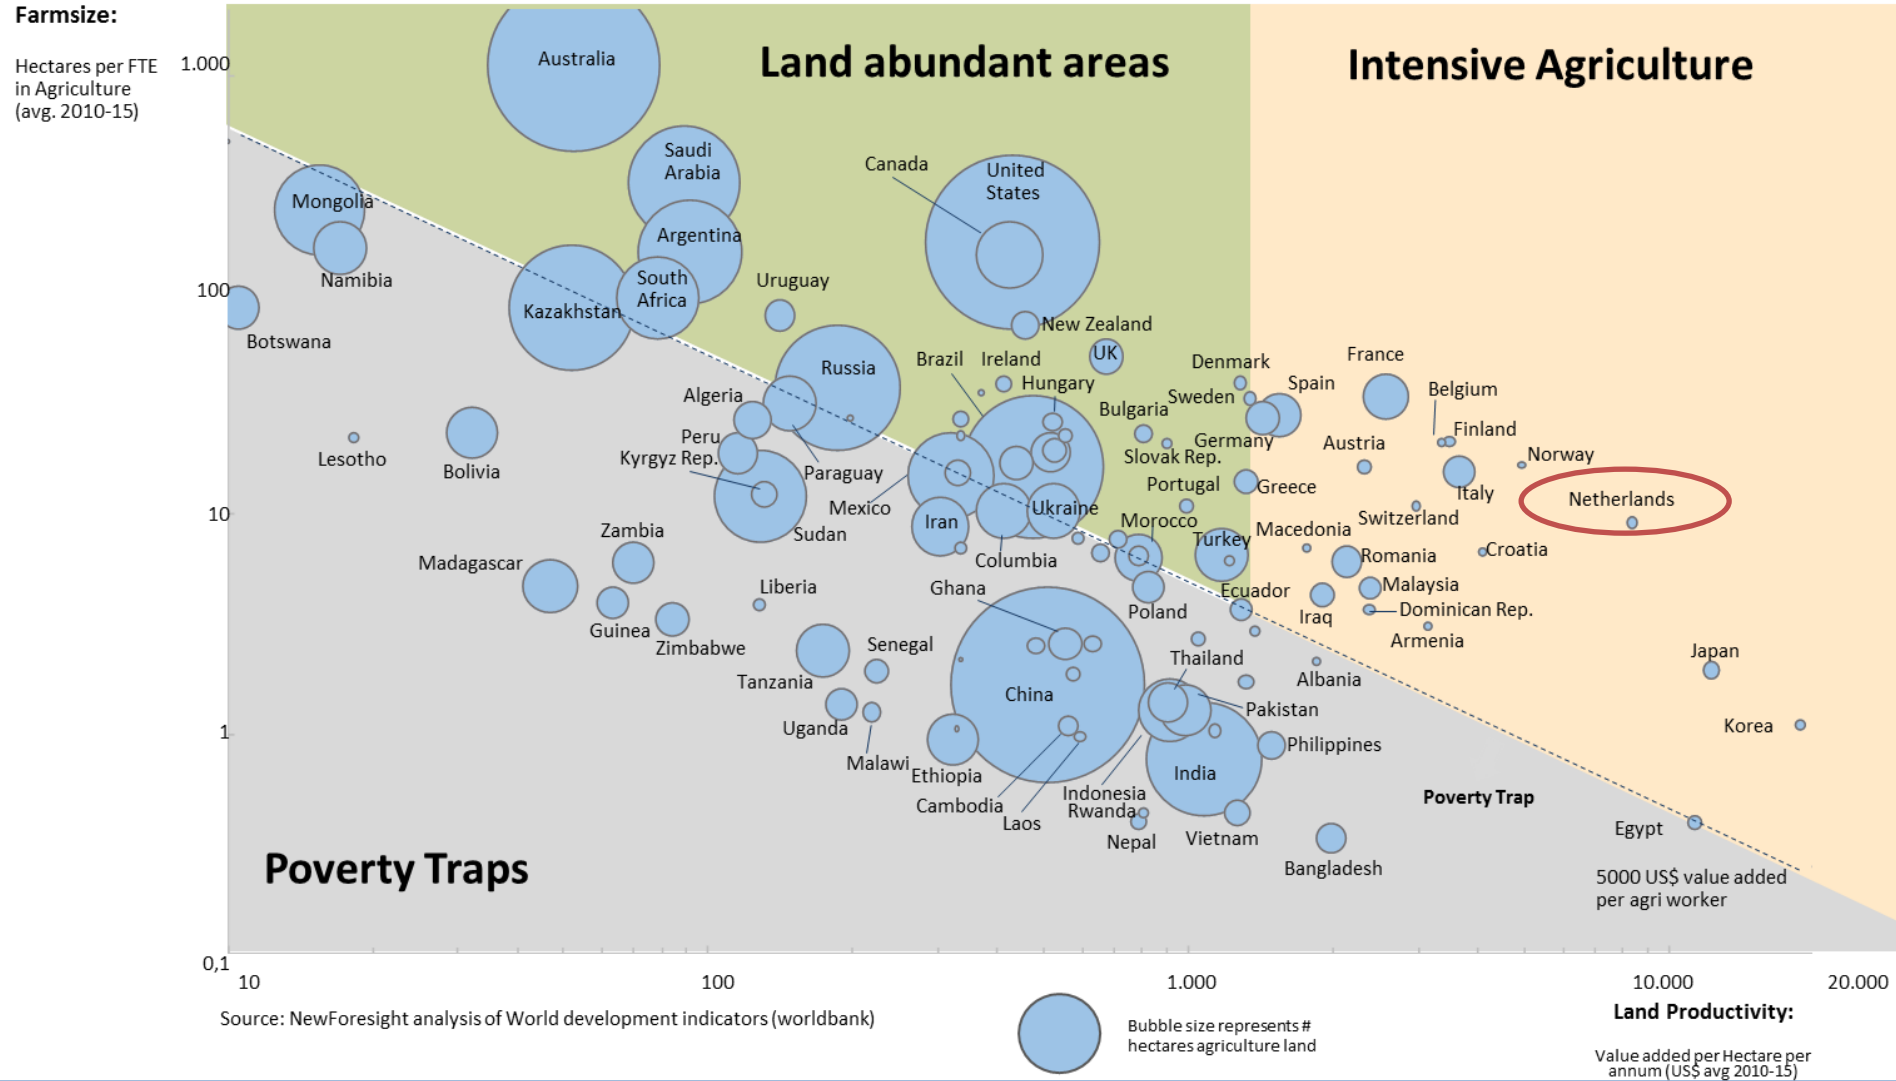 Farmsize:
Hectares per FTE
in Agriculture
(avg. 2010-15)
1.000
100
10
1
0,1
Land abundant areas
Intensive Agriculture
Australia
Saudi
Arabia
Canada
United
States
Mongolia
Argentina
Namibia
South
Africa
Uruguay
Kazakhstan
Botswana
New Zealand
UK
Brazil
Ireland
Hungary
Denmark
France
Russia
Algeria
Sweden
Spain
Belgium
Bulgaria
Peru
Kyrgyz Rep.
Lesotho
Bolivia
Paraguay
Germany
Slovak Rep.
Austria
Finland
Norway
Mexico
Portugal
Greece
Italy
Netherlands
Iran
Ukraine
Sudan
Morocco
Switzerland
Zambia
Turkey
Macedonia
Columbia
Croatia
Romania
Madagascar
Liberia
Ghana
Poland
Ecuador
Malaysia
Iraq
Dominican Rep.
Guinea
Zimbabwe
Senegal
Armenia
Thailand
Japan
Tanzania
China
Albania
Pakistan
Uganda
Korea
Malawi
Ethiopia
Philippines
India
Cambodia
Indonesia
Laos
Rwanda
Poverty Trap
Nepal
Vietnam
Egypt
Bangladesh
Poverty Traps
5000 US$ value added
per agri worker
10
100
1.000
10.000
20.000
Source: NewForesight analysis of World development indicators (worldbank)
Bubble size represents #
hectares agriculture land
Land Productivity:
Value added per Hectare per
annum (US$ avg 2010-15)